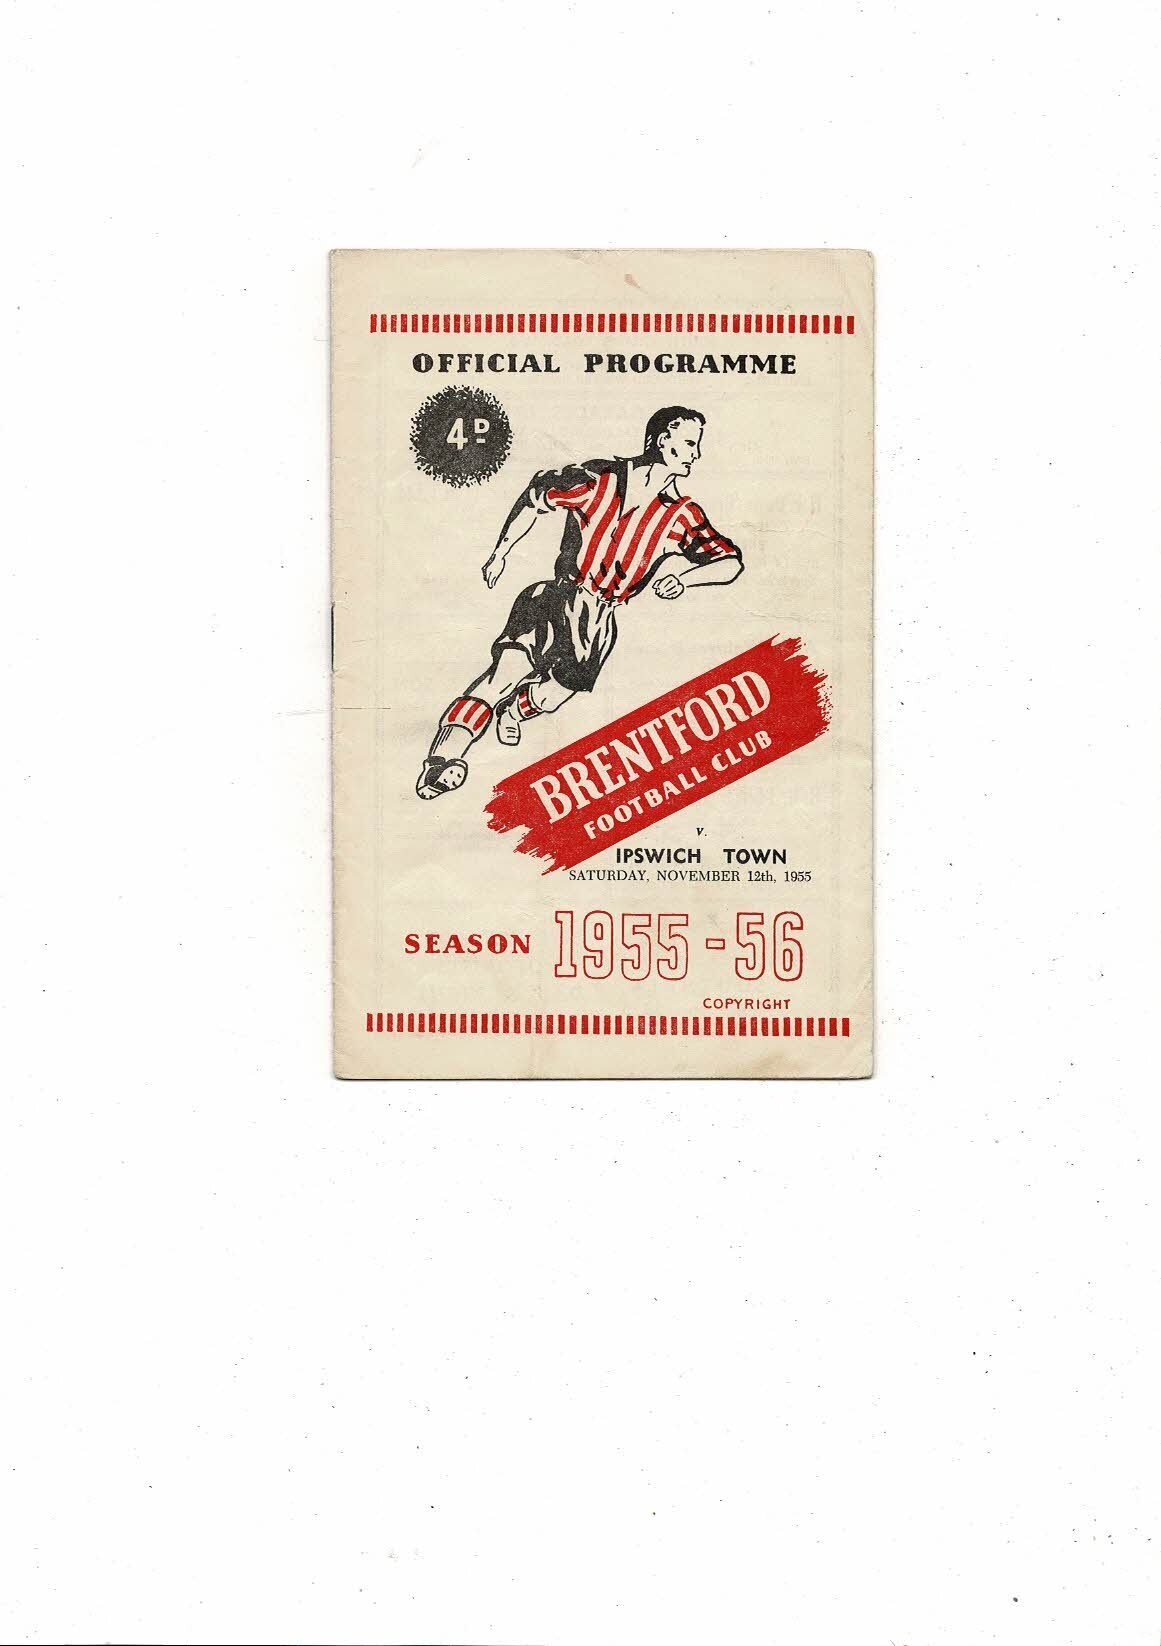 OFFICIAL PROGRAMME
4D
BRENTFORD
FOOTBALL CLUB
v.
IPSWICH TOWN
SATURDAY, NOVEMBER 12th, 1955
SEASON 1955-56
COPYRIGHT